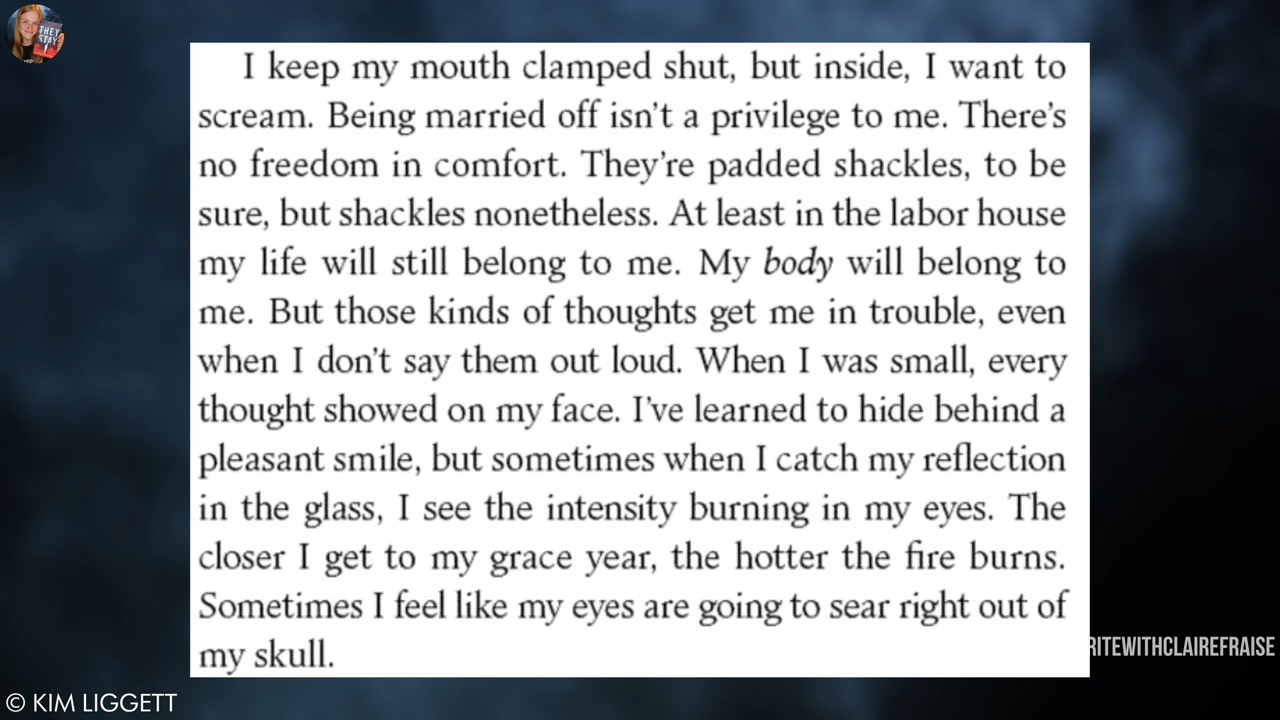 THEY
STAY
I keep my mouth clamped shut, but inside, I want to
scream. Being married off isn't a privilege to me. There's
no freedom in comfort. They're padded shackles, to be
sure, but shackles nonetheless. At least in the labor house
my life will still belong to me. My body will belong to
me. But those kinds of thoughts get me in trouble, even
when I don't say them out loud. When I was small, every
thought showed on my face. I've learned to hide behind a
pleasant smile, but sometimes when I catch my reflection
in the glass, I see the intensity burning in my eyes. The
closer I get to my grace year, the hotter the fire burns.
Sometimes I feel like my eyes are going to sear right out of
my skull.
RITEWITHCLAIREFRAISE
© KIM LIGGETT